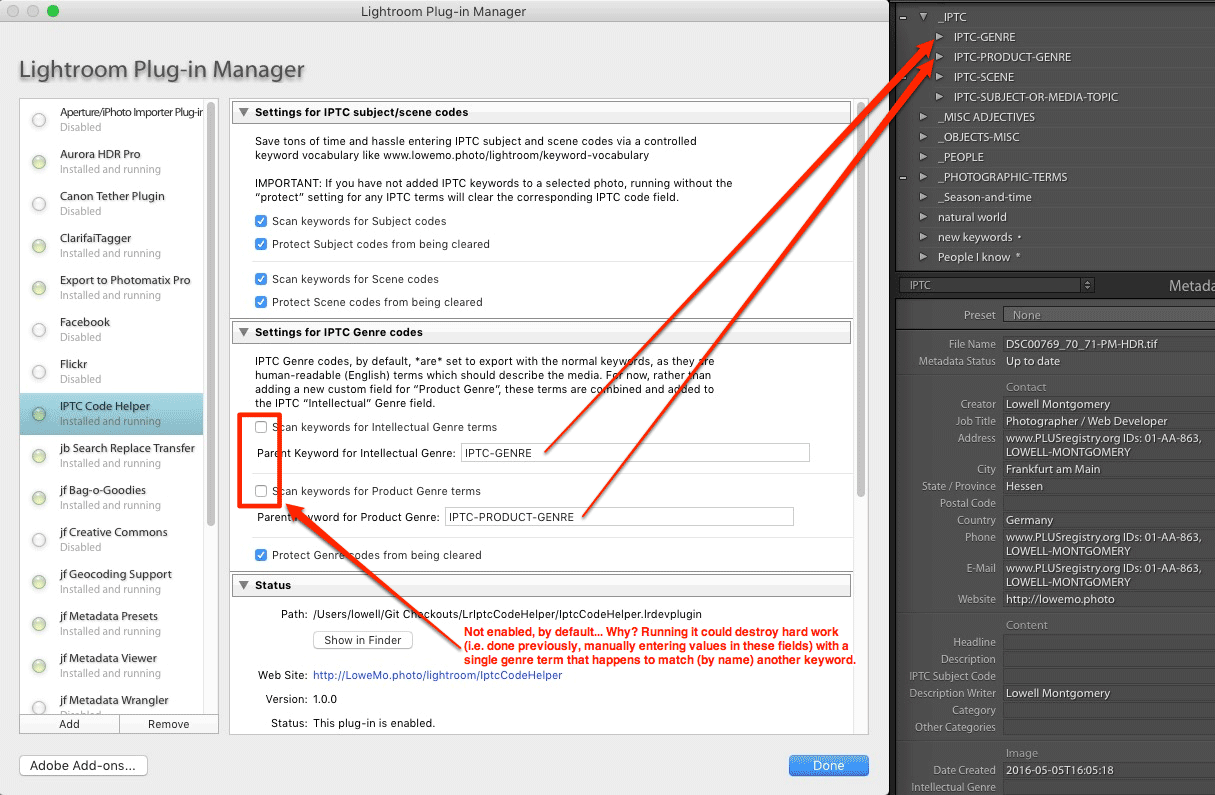 Lightroom Plug-in Manager
Lightroom Plug-in Manager
Aperture/iPhoto Importer Plug-in
Disabled
Aurora HDR Pro
Installed and running
Canon Tether Plugin
Disabled
ClarifaiTagger
Installed and running
Export to Photomatix Pro
Installed and running
Facebook
Disabled
Flickr
Disabled
IPTC Code Helper
Installed and running
jb Search Replace Transfer
Installed and running
jf Bag-o-Goodies
Installed and running
jf Creative Commons
Disabled
jf Geocoding Support
Installed and running
jf Metadata Presets
Installed and running
jf Metadata Viewer
Installed and running
jf Metadata Wrangler
Disabled
Add
Remove
Adobe Add-ons...
Settings for IPTC subject/scene codes
Save tons of time and hassle entering IPTC subject and scene codes via a controlled
keyword vocabulary like www.lowemo.photo/lightroom/keyword-vocabulary
IMPORTANT: If you have not added IPTC keywords to a selected photo, running without the
"protect" setting for any IPTC terms will clear the corresponding IPTC code field.
Scan keywords for Subject codes
Protect Subject codes from being cleared
Scan keywords for Scene codes
Protect Scene codes from being cleared
Settings for IPTC Genre codes
IPTC Genre codes, by default, *are* set to export with the normal keywords, as they are
human-readable (English) terms which should describe the media. For now, rather than
adding a new custom field for "Product Genre", these terms are combined and added to
the IPTC "Intellectual" Genre field.
Scan keywords for Intellectual Genre terms
Parent Keyword for Intellectual Genre: IPTC-GENRE
Scan keywords for Product Genre terms
Parent Keyword for Product Genre: IPTC-PRODUCT-GENRE
Protect Genre codes from being cleared
Status
Path: /Users/lowell/Git Checkouts/LrIptcCodeHelper/IptcCodeHelper.lrdevplugin
Show in Finder
Not enabled, by default... Why? Running it could destroy hard work
(i.e. done previously, manually entering values in these fields) with a
single genre term that happens to match (by name) another keyword.
Web Site: http://LoweMo.photo/lightroom/IptcCodeHelper
Version: 1.0.0
Status: This plug-in is enabled.
Done
_IPTC
IPTC-GENRE
IPTC-PRODUCT-GENRE
IPTC-SCENE
IPTC-SUBJECT-OR-MEDIA-TOPIC
_MISC ADJECTIVES
_OBJECTS-MISC
_PEOPLE
_PHOTOGRAPHIC-TERMS
_Season-and-time
natural world
new keywords •
People I know *
IPTC
Metada
Preset None
File Name DSC00769_70_71-PM-HDR.tif
Metadata Status Up to date
Contact
Creator Lowell Montgomery
Job Title Photographer / Web Developer
Address www.PLUSregistry.org IDs: 01-AA-863,
LOWELL-MONTGOMERY
City Frankfurt am Main
State / Province Hessen
Postal Code
Country Germany
Phone www.PLUSregistry.org IDs: 01-AA-863,
LOWELL-MONTGOMERY
E-Mail www.PLUSregistry.org IDs: 01-AA-863,
LOWELL-MONTGOMERY
Website http://lowemo.photo
Content
Headline
Description
IPTC Subject Code
Description Writer Lowell Montgomery
Category
Other Categories
Image
Date Created 2016-05-05T16:05:18
Intellectual Genre